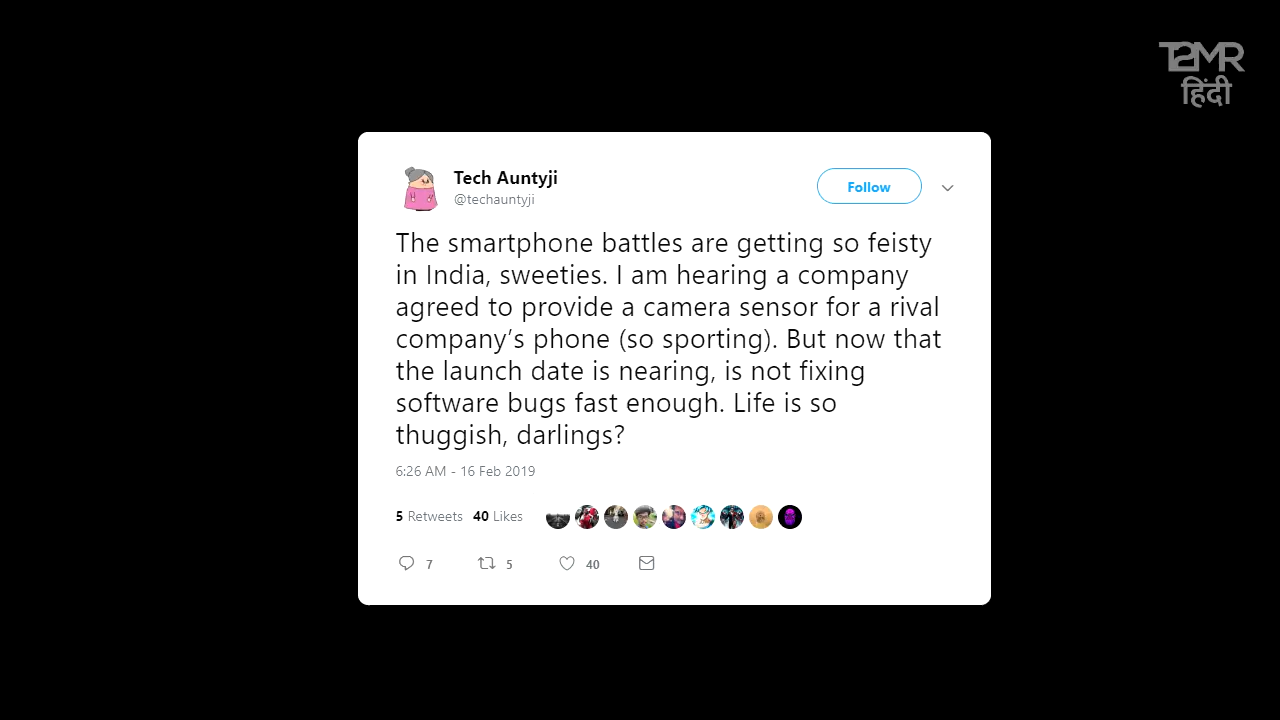 T2MR
हिंदी
Tech Auntyji
@techauntyji
Follow
The smartphone battles are getting so feisty
in India, sweeties. I am hearing a company
agreed to provide a camera sensor for a rival
company’s phone (so sporting). But now that
the launch date is nearing, is not fixing
software bugs fast enough. Life is so
thuggish, darlings?
6:26 AM - 16 Feb 2019
5 Retweets 40 Likes
7 5 40